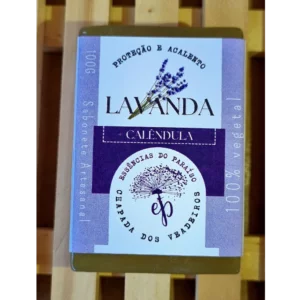 PROTEÇÃO E ACALENTO
LAVANDA
+ CALÊNDULA
ESSÊNCIAS DO PARAÍSO
ep
CHAPADA DOS VEADEIROS
100G
Sabonete Artesanal
100% vegetal